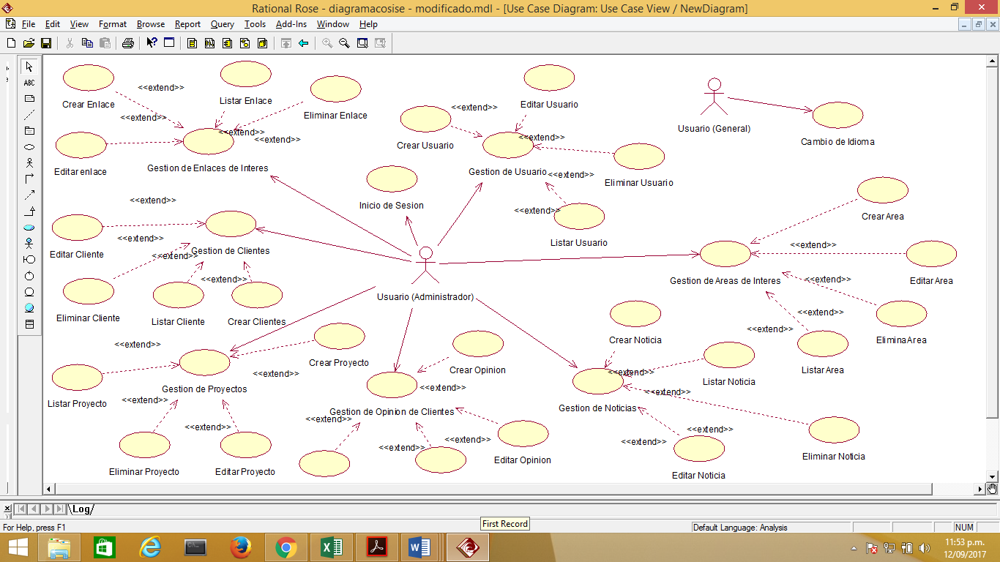 Rational Rose - diagramacosise - modificado.mdl - [Use Case Diagram: Use Case View / NewDiagram]
File Edit View Format Browse Report Query Tools Add-Ins Window Help
ABC
Crear Enlace
<<extend>>
Listar Enlace
Eliminar Enlace
<<extend>>
<<extend>>
<<extend>>
Editar enlace
Gestion de Enlaces de Interes
Editar Usuario
<<extend>>
Crear Usuario
<<extend>>
Gestion de Usuario
<<extend>>
Eliminar Usuario
<<extend>>
Listar Usuario
Usuario (General)
Cambio de Idioma
Inicio de Sesion
<<extend>>
<<extend>>
Editar Cliente
<<extend>>
Gestion de Clientes
<<extend>>
Eliminar Cliente
Listar Cliente
Crear Clientes
Usuario (Administrador)
Crear Area
<<extend>>
Gestion de Areas de Interes
<<extend>>
Editar Area
<<extend>>
<<extend>>
Elimina Area
Listar Area
<<extend>>
Crear Proyecto
<<extend>>
Gestion de Proyectos
Listar Proyecto
<<extend>>
<<extend>>
Eliminar Proyecto
Editar Proyecto
Crear Opinion
<<extend>>
Gestion de Opinion de Clientes
<<extend>>
<<extend>>
<<extend>>
Editar Opinion
Crear Noticia
<<extend>>
Listar Noticia
<<extend>>
Gestion de Noticias
<<extend>>
<<extend>>
Eliminar Noticia
Editar Noticia
Log
First Record
For Help, press F1
Default Language: Analysis
NUM
11:53 p.m.
12/09/2017